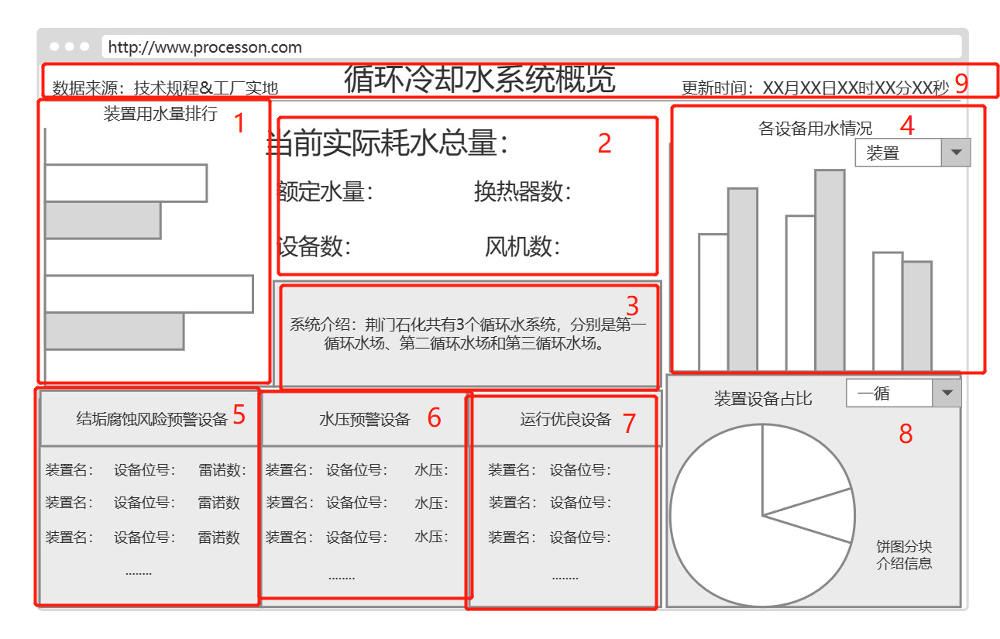 http://www.processon.com
数据来源：技术规程&工厂实地
循环冷却水系统概览
更新时间：XX月XX日XX时XX分XX秒
9
装置用水量排行
1
当前实际耗水总量：
2
额定水量：
换热器数：
设备数：
风机数：
3
系统介绍：荆门石化共有3个循环水系统，分别是第一
循环水场、第二循环水场和第三循环水场。
各设备用水情况
4
装置
结垢腐蚀风险预警设备
5
装置名： 设备位号： 雷诺数：
装置名： 设备位号： 雷诺数
装置名： 设备位号： 雷诺数
........
水压预警设备
6
装置名： 设备位号： 水压：
装置名： 设备位号： 水压：
装置名： 设备位号： 水压：
........
运行优良设备
7
装置名： 设备位号：
装置名： 设备位号：
装置名： 设备位号：
........
装置设备占比
一循
8
饼图分块
介绍信息